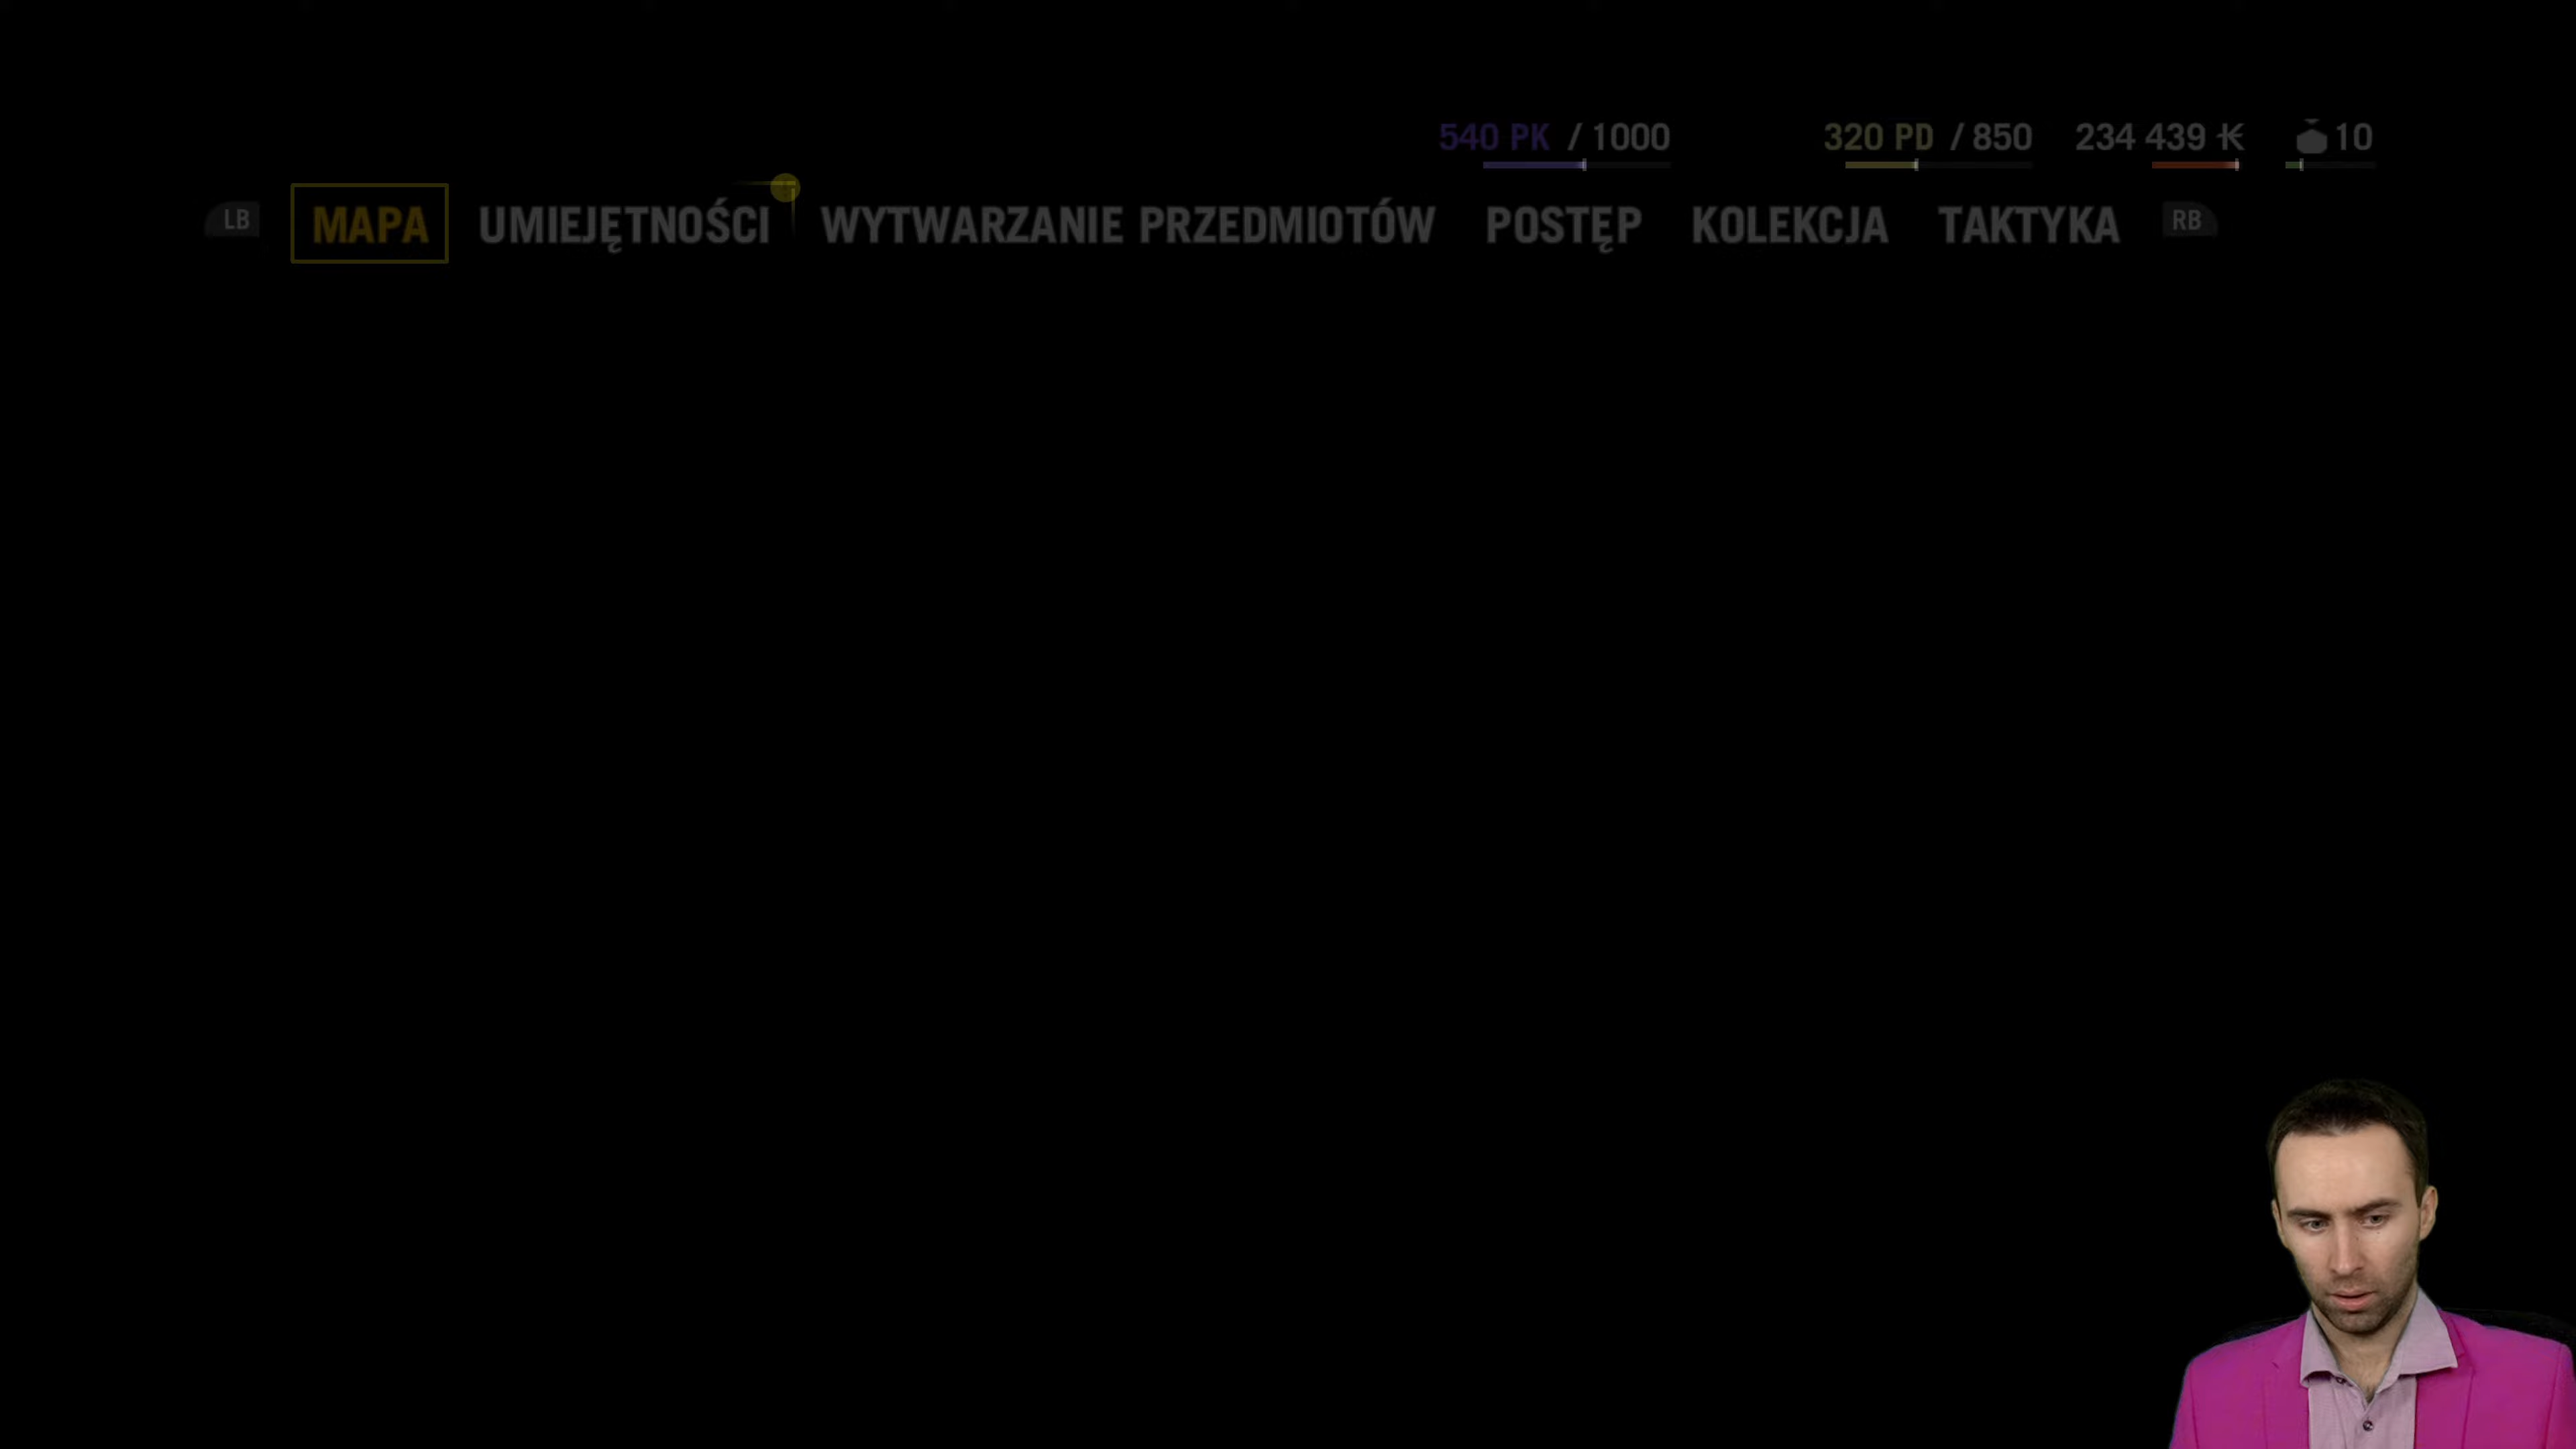 540 PK / 1000 320 PD / 850 234 439 K 10
LB MAPA UMIEJĘTNOŚCI WYTWARZANIE PRZEDMIOTÓW POSTĘP KOLEKCJA TAKTYKA RB